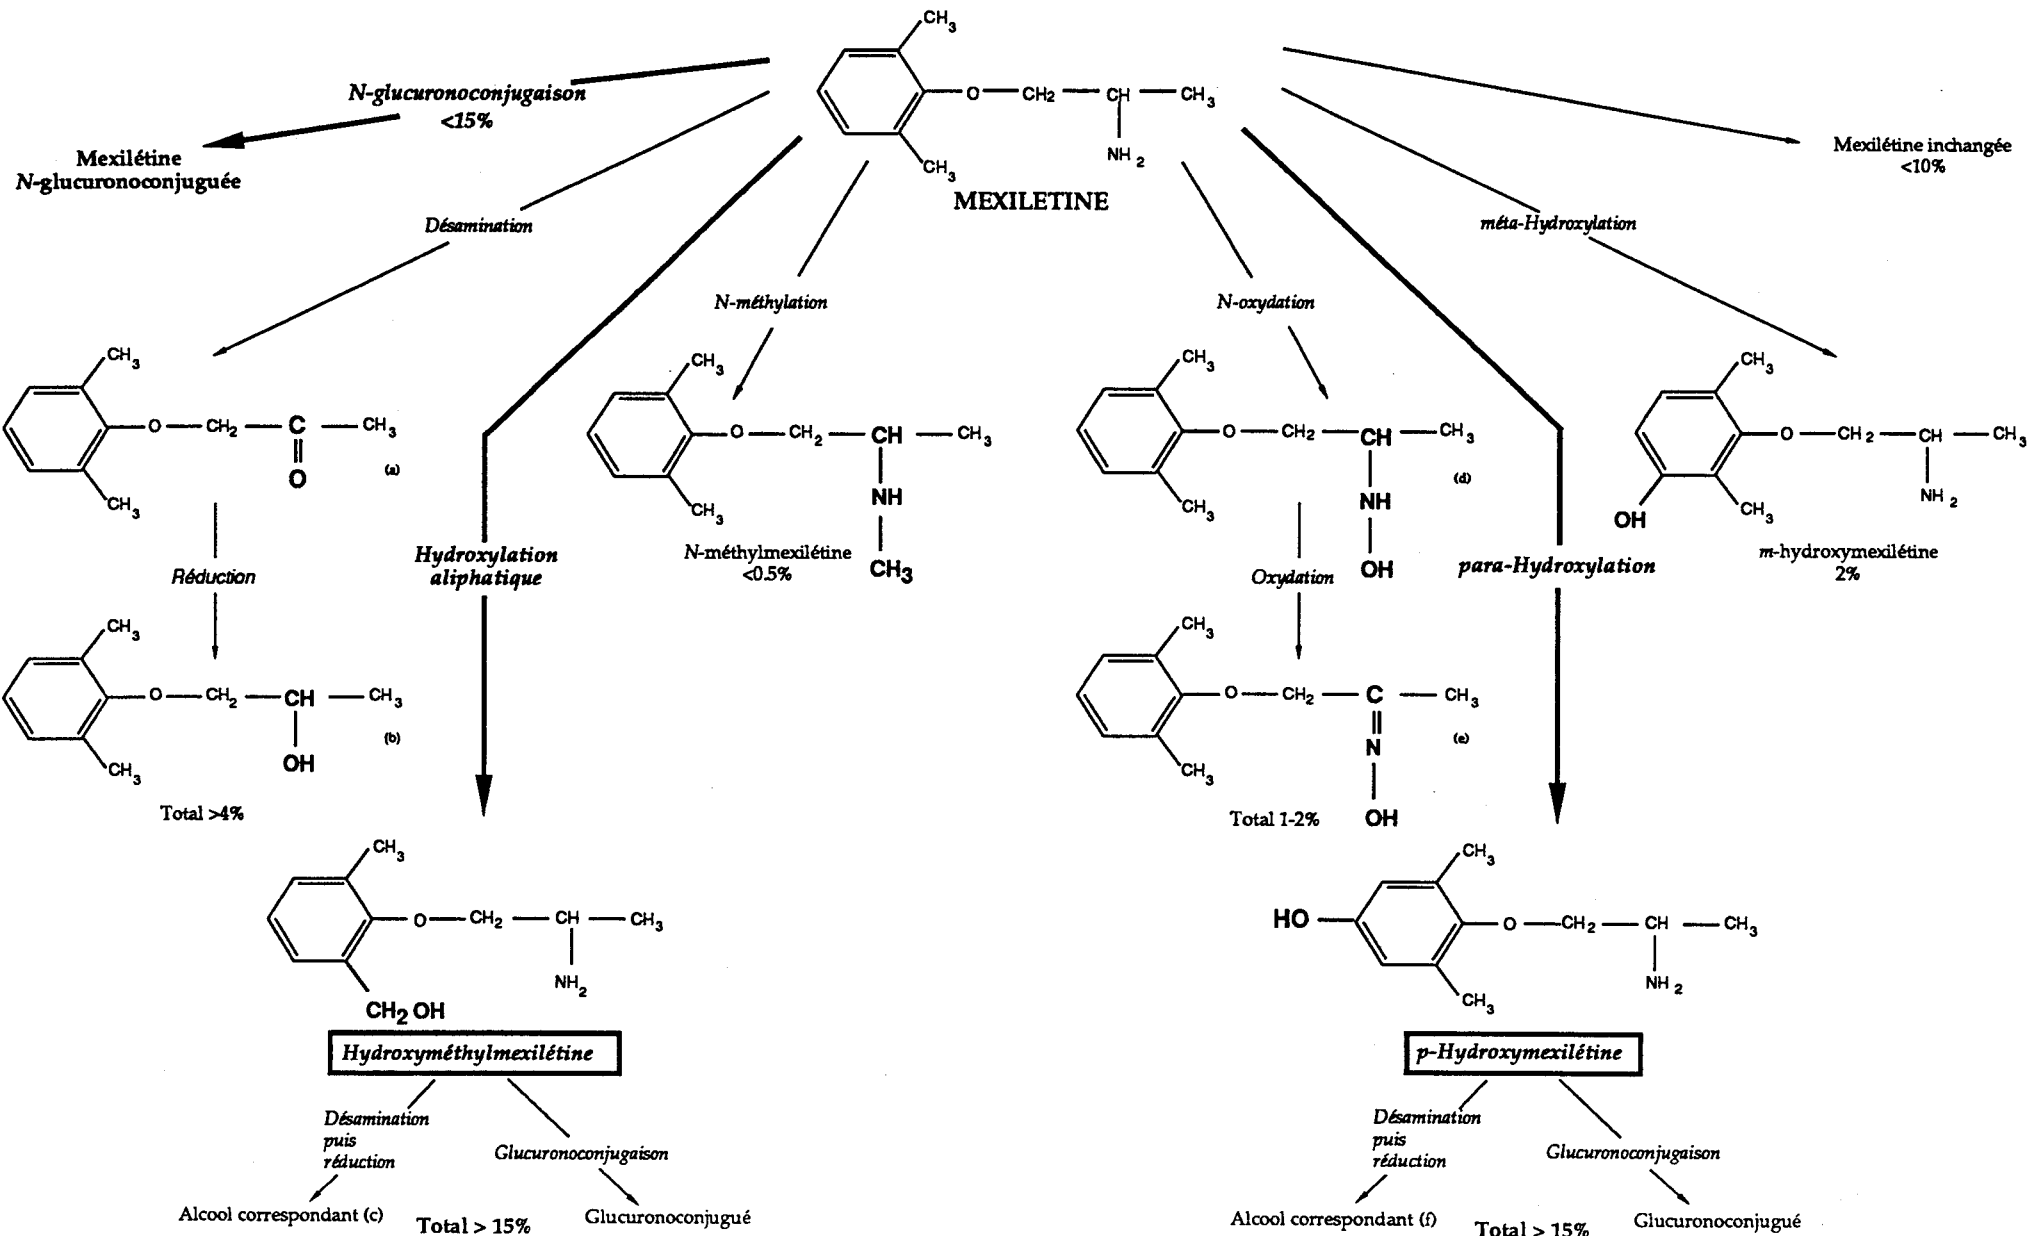 CH3
O — CH2 — CH — CH3
NH2
CH3
MEXILETINE
N-glucuronoconjugaison
<15%
Mexilétine
N-glucuronoconjuguée
Mexilétine inchangée
<10%
Désamination
méta-Hydroxylation
N-méthylation
N-oxydation
CH3
O — CH2 — C — CH3
O
CH3
(a)
CH3
O — CH2 — CH — CH3
NH
CH3
CH3
N-méthylmexilétine
<0.5%
CH3
O — CH2 — CH — CH3
NH
OH
CH3
(d)
CH3
O — CH2 — CH — CH3
NH2
CH3
OH
m-hydroxymexilétine
2%
Réduction
Hydroxylation
aliphatique
Oxydation
para-Hydroxylation
CH3
O — CH2 — CH — CH3
OH
CH3
(b)
Total >4%
CH3
O — CH2 — C — CH3
N
OH
CH3
(e)
Total 1-2%
CH3
O — CH2 — CH — CH3
NH2
CH2 OH
Hydroxyméthylmexilétine
CH3
HO
O — CH2 — CH — CH3
NH2
CH3
p-Hydroxymexilétine
Désamination
puis
réduction
Glucuronoconjugaison
Alcool correspondant (c)
Total > 15%
Glucuronoconjugué
Désamination
puis
réduction
Glucuronoconjugaison
Alcool correspondant (f)
Total > 15%
Glucuronoconjugué